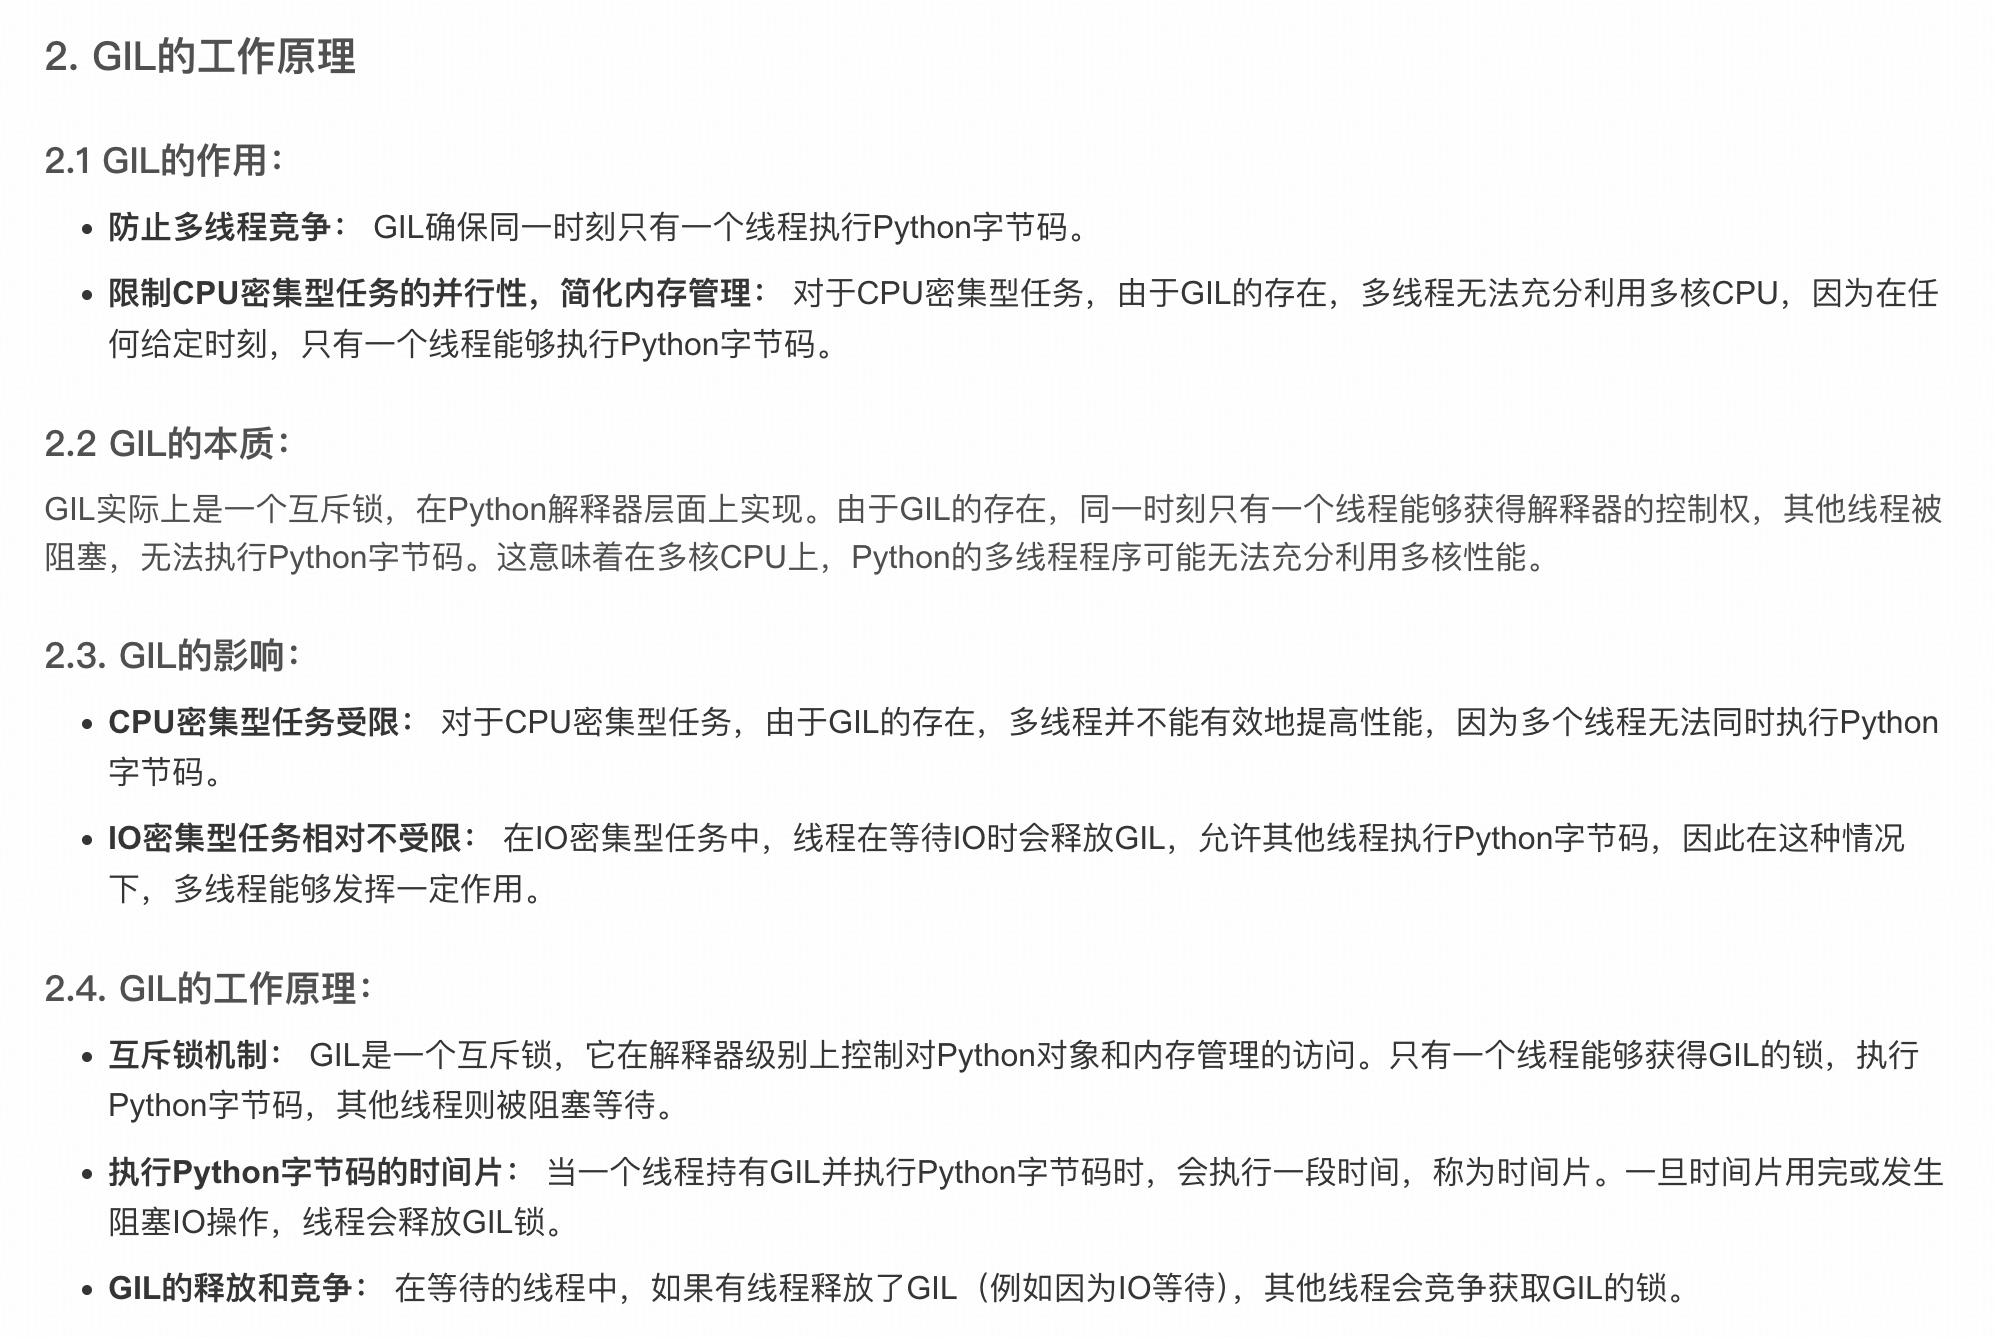 2. GIL的工作原理
2.1 GIL的作用：
• 防止多线程竞争： GIL确保同一时刻只有一个线程执行Python字节码。
• 限制CPU密集型任务的并行性，简化内存管理： 对于CPU密集型任务，由于GIL的存在，多线程无法充分利用多核CPU，因为在任
何给定时刻，只有一个线程能够执行Python字节码。
2.2 GIL的本质：
GIL实际上是一个互斥锁，在Python解释器层面上实现。由于GIL的存在，同一时刻只有一个线程能够获得解释器的控制权，其他线程被
阻塞，无法执行Python字节码。这意味着在多核CPU上，Python的多线程程序可能无法充分利用多核性能。
2.3. GIL的影响：
• CPU密集型任务受限： 对于CPU密集型任务，由于GIL的存在，多线程并不能有效地提高性能，因为多个线程无法同时执行Python
字节码。
• IO密集型任务相对不受限： 在IO密集型任务中，线程在等待IO时会释放GIL，允许其他线程执行Python字节码，因此在这种情况
下，多线程能够发挥一定作用。
2.4. GIL的工作原理：
• 互斥锁机制： GIL是一个互斥锁，它在解释器级别上控制对Python对象和内存管理的访问。只有一个线程能够获得GIL的锁，执行
Python字节码，其他线程则被阻塞等待。
• 执行Python字节码的时间片： 当一个线程持有GIL并执行Python字节码时，会执行一段时间，称为时间片。一旦时间片用完或发生
阻塞IO操作，线程会释放GIL锁。
• GIL的释放和竞争： 在等待的线程中，如果有线程释放了GIL（例如因为IO等待），其他线程会竞争获取GIL的锁。